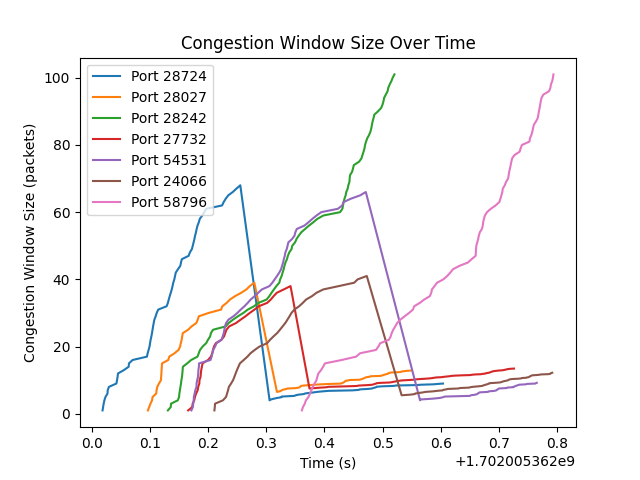 Congestion Window Size Over Time
Port 28724
Port 28027
Port 28242
Port 27732
Port 54531
Port 24066
Port 58796
100
80
60
40
20
0
Congestion Window Size (packets)
0.0 0.1 0.2 0.3 0.4 0.5 0.6 0.7 0.8
Time (s)
+1.702005362e9